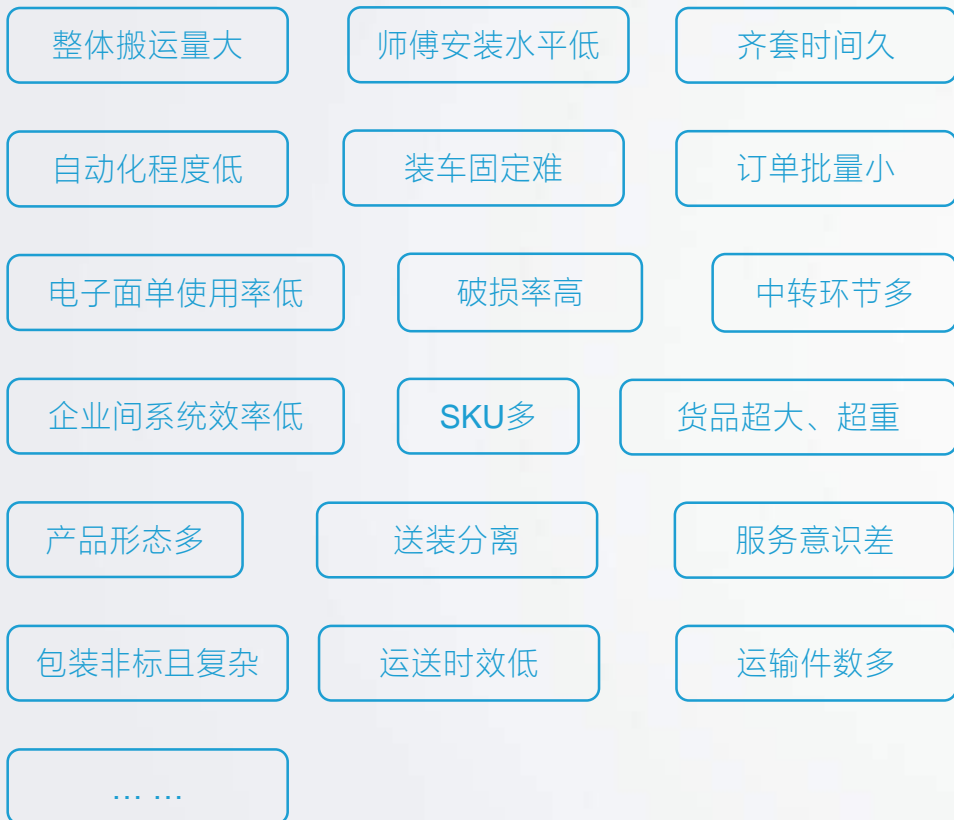 整体搬运量大
师傅安装水平低
齐套时间久
自动化程度低
装车固定难
订单批量小
电子面单使用率低
破损率高
中转环节多
企业间系统效率低
SKU多
货品超大、超重
产品形态多
送装分离
服务意识差
包装非标且复杂
运送时效低
运输件数多
… …